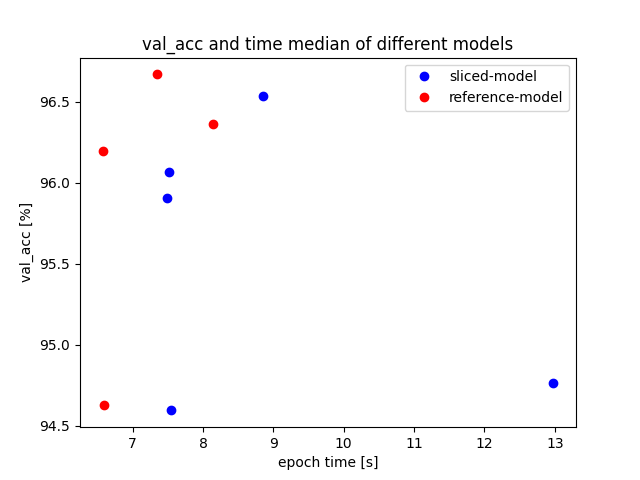 val_acc and time median of different models
sliced-model
reference-model
96.5
96.0
95.5
95.0
94.5
val_acc [%]
7 8 9 10 11 12 13
epoch time [s]